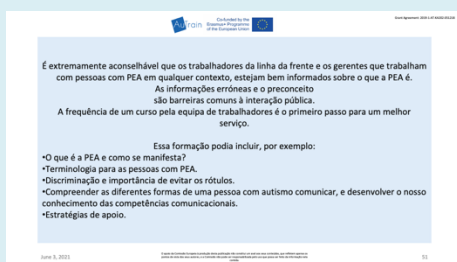 AuTrain
Co-funded by the
Erasmus+ Programme
of the European Union
É extremamente aconselhável que os trabalhadores da linha da frente e os gerentes que trabalham
com pessoas com PEA em qualquer contexto, estejam bem informados sobre o que a PEA é.
As informações erróneas e o preconceito
são barreiras comuns à interação pública.
A frequência de um curso pela equipa de trabalhadores é o primeiro passo para um melhor
serviço.
Essa formação podia incluir, por exemplo:
•O que é a PEA e como se manifesta?
•Terminologia para as pessoas com PEA.
•Discriminação e importância de evitar os rótulos.
•Compreender as diferentes formas de uma pessoa com autismo comunicar, e desenvolver o nosso
conhecimento das competências comunicacionais.
•Estratégias de apoio.
June 3, 2021
51